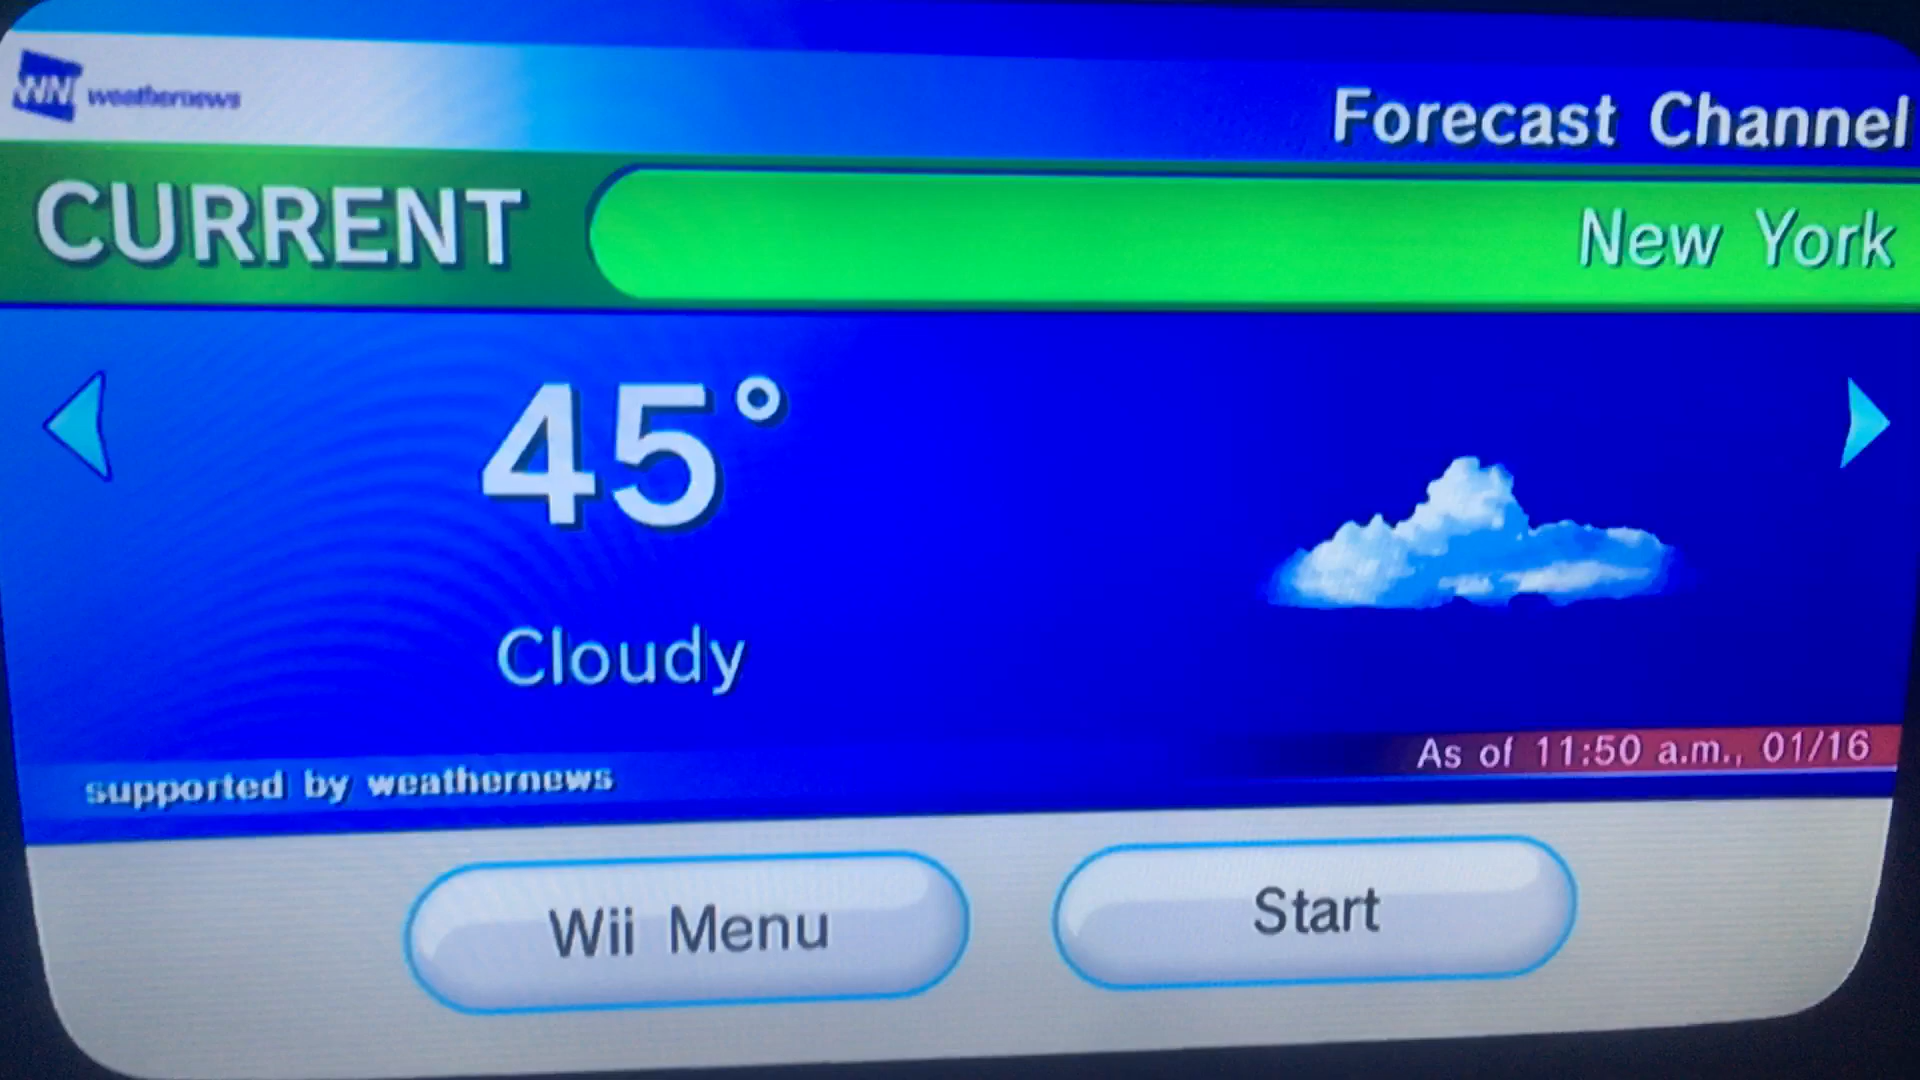 WNI weathernews
Forecast Channel
CURRENT
New York
45°
Cloudy
As of 11:50 a.m., 01/16
supported by weathernews
Wii Menu
Start